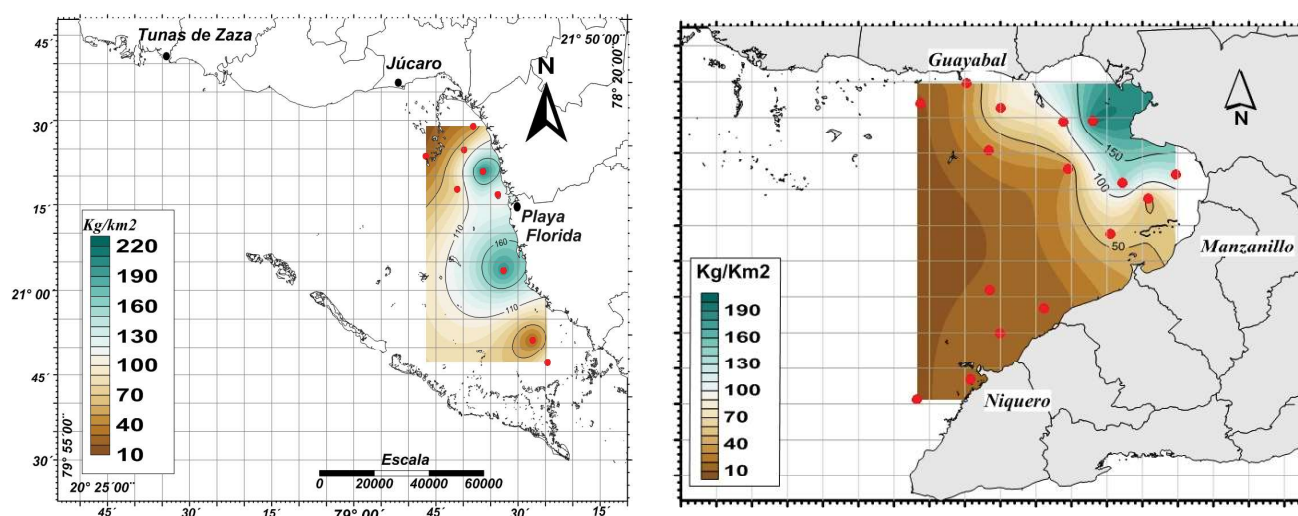 45´
Tunas de Zaza
21° 50´00¨
Júcaro
N
78° 20´00¨
30´
110
15´
Playa
Florida
Kg/km2
220
190
160
130
100
70
40
10
160
21° 00´
110
45´
79° 55´00¨
30´
Escala
0 20000 40000 60000
20° 25´00¨
45´ 30´ 15´ 79° 00´ 45´ 30´
Guayabal
N
150
100
50
Manzanillo
Kg/Km2
190
160
130
100
70
40
10
Niquero